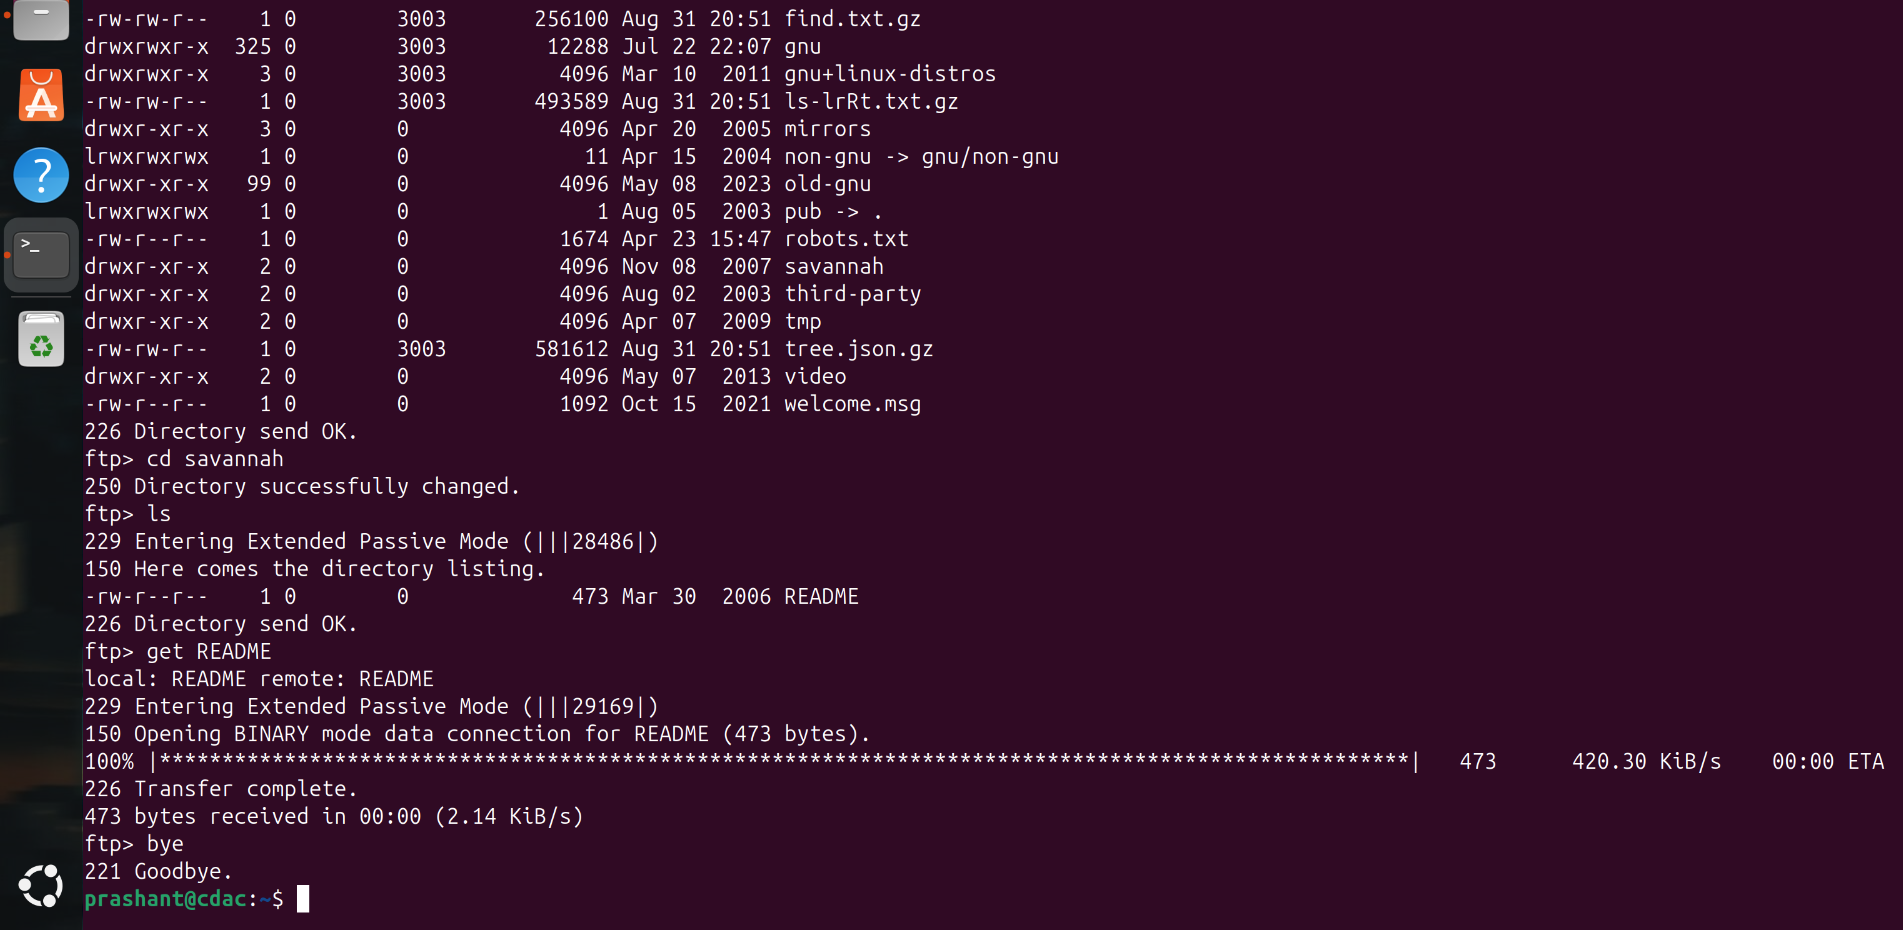 -rw-rw-r--    1 0        3003       256100 Aug 31 20:51 find.txt.gz
drwxrwxr-x  325 0        3003        12288 Jul 22 22:07 gnu
drwxrwxr-x    3 0        3003         4096 Mar 10  2011 gnu+linux-distros
-rw-rw-r--    1 0        3003       493589 Aug 31 20:51 ls-lrRt.txt.gz
drwxr-xr-x    3 0        0            4096 Apr 20  2005 mirrors
lrwxrwxrwx    1 0        0              11 Apr 15  2004 non-gnu -> gnu/non-gnu
drwxr-xr-x   99 0        0            4096 May 08  2023 old-gnu
lrwxrwxrwx    1 0        0               1 Aug 05  2003 pub -> .
-rw-r--r--    1 0        0            1674 Apr 23 15:47 robots.txt
drwxr-xr-x    2 0        0            4096 Nov 08  2007 savannah
drwxr-xr-x    2 0        0            4096 Aug 02  2003 third-party
drwxr-xr-x    2 0        0            4096 Apr 07  2009 tmp
-rw-rw-r--    1 0        3003       581612 Aug 31 20:51 tree.json.gz
drwxr-xr-x    2 0        0            4096 May 07  2013 video
-rw-r--r--    1 0        0            1092 Oct 15  2021 welcome.msg
226 Directory send OK.
ftp> cd savannah
250 Directory successfully changed.
ftp> ls
229 Entering Extended Passive Mode (|||28486|)
150 Here comes the directory listing.
-rw-r--r--    1 0        0             473 Mar 30  2006 README
226 Directory send OK.
ftp> get README
local: README remote: README
229 Entering Extended Passive Mode (|||29169|)
150 Opening BINARY mode data connection for README (473 bytes).
100% |****************************************************************************************************|   473      420.30 KiB/s    00:00 ETA
226 Transfer complete.
473 bytes received in 00:00 (2.14 KiB/s)
ftp> bye
221 Goodbye.
prashant@cdac:~$